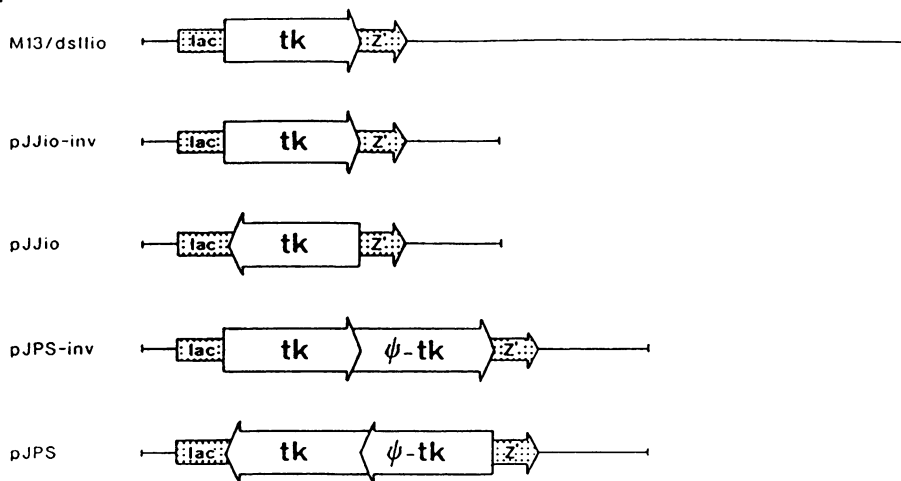 M13/dsllio lac tk Z'
pJJio-inv lac tk Z'
pJJio lac tk Z'
pJPS-inv lac tk ψ-tk Z'
pJPS lac tk ψ-tk Z'